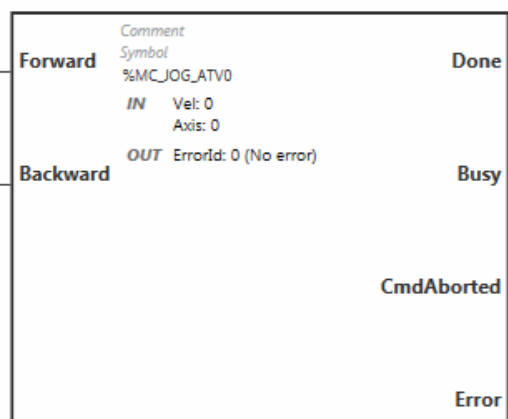 Comment
Forward
Symbol
Done
%MC_JOG_ATV0
IN Vel: 0
Axis: 0
OUT ErrorId: 0 (No error)
Backward
Busy
CmdAborted
Error